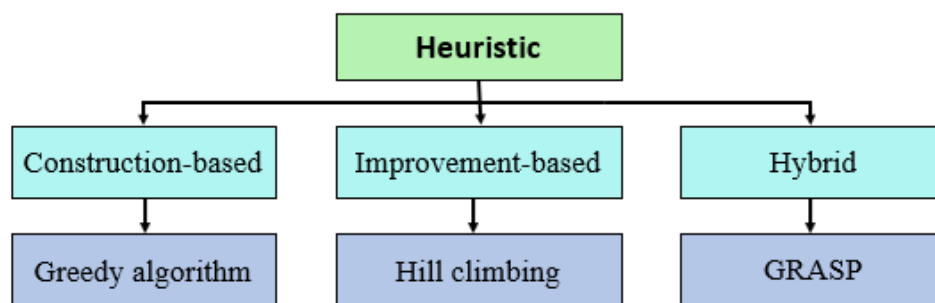 Heuristic
Construction-based
Improvement-based
Hybrid
Greedy algorithm
Hill climbing
GRASP